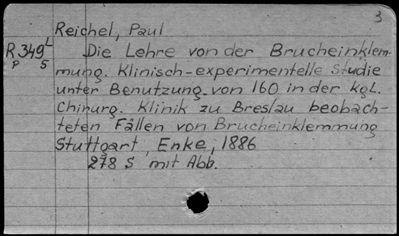 3
Reichel, Paul
R 349 L
P S
Die Lehre von der Brucheinklem-
mung. Klinisch-experimentelle Studie
unter Benutzung von 160 in der kgl.
Chirurg. Klinik zu Breslau beobach-
teten Fällen von Brucheinklemmung
Stuttgart, Enke, 1886
278 S mit Abb.